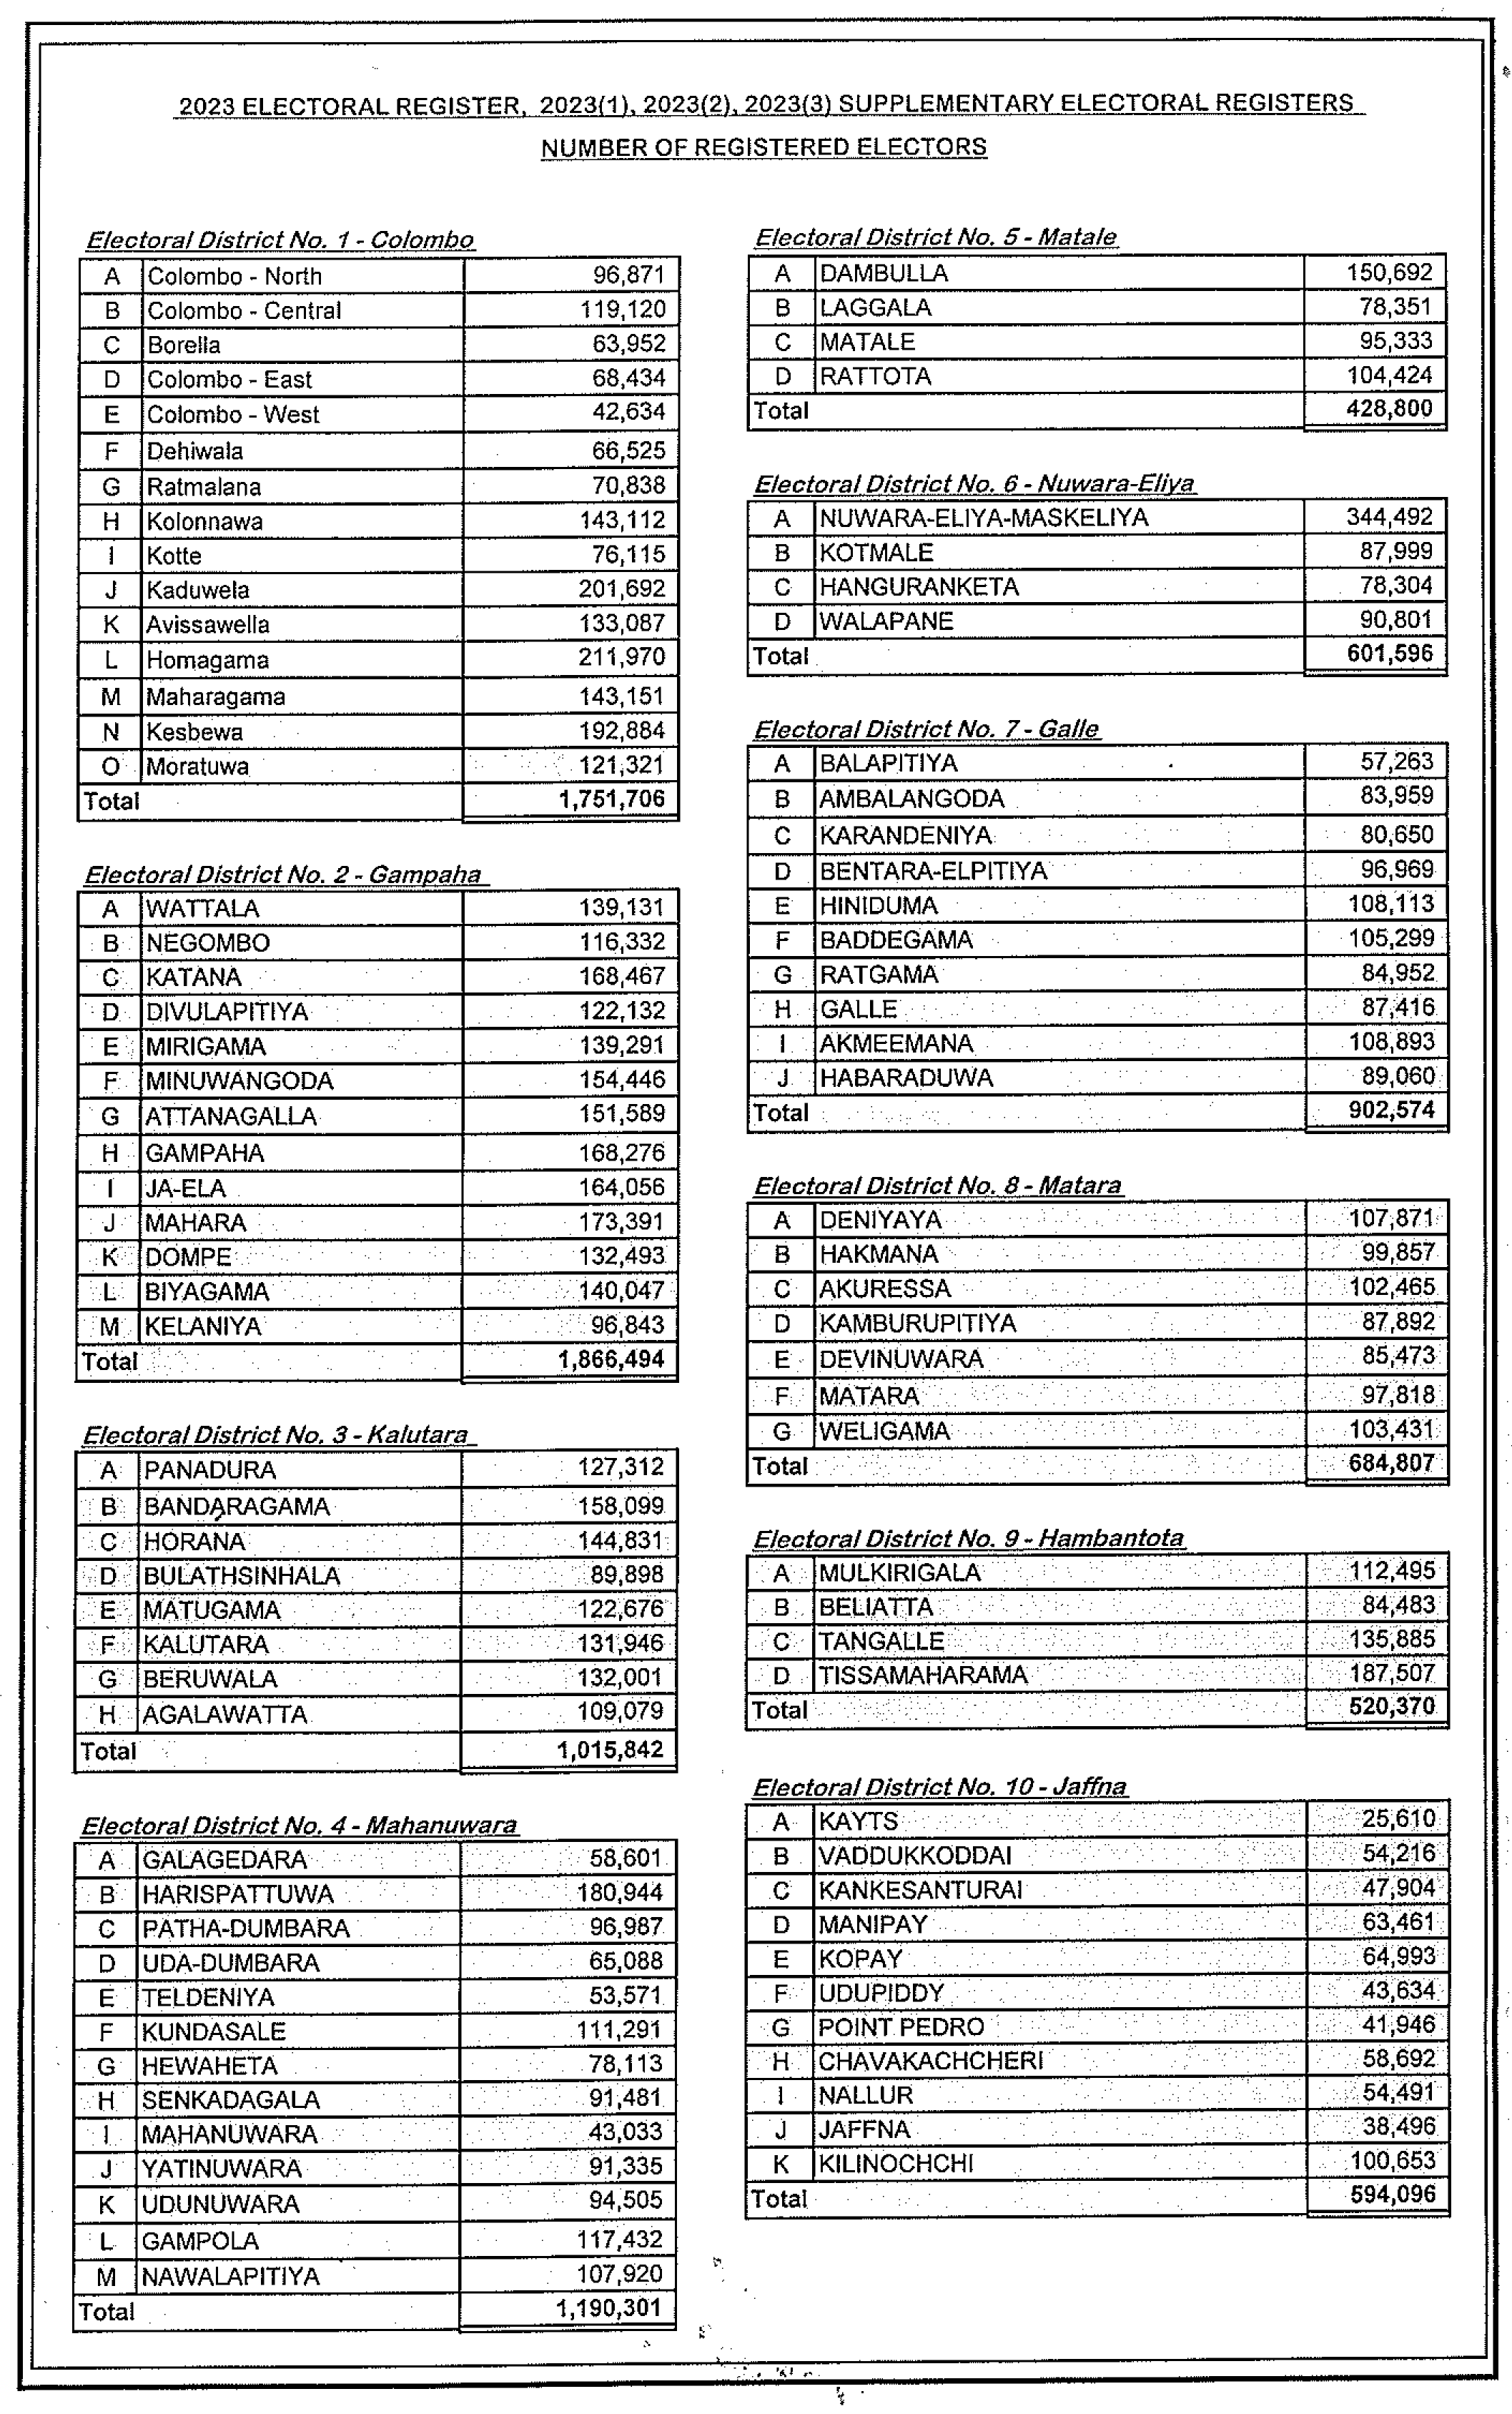 2023 ELECTORAL REGISTER, 2023(1), 2023(2), 2023(3) SUPPLEMENTARY ELECTORAL REGISTERS
NUMBER OF REGISTERED ELECTORS
Electoral District No. 1 - Colombo
A Colombo - North 96,871
B Colombo - Central 119,120
C Borella 63,952
D Colombo - East 68,434
E Colombo - West 42,634
F Dehiwala 66,525
G Ratmalana 70,838
H Kolonnawa 143,112
I Kotte 76,115
J Kaduwela 201,692
K Avissawella 133,087
L Homagama 211,970
M Maharagama 143,151
N Kesbewa 192,884
O Moratuwa 121,321
Total 1,751,706
Electoral District No. 2 - Gampaha
A WATTALA 139,131
B NEGOMBO 116,332
C KATANA 168,467
D DIVULAPITIYA 122,132
E MIRIGAMA 139,291
F MINUWANGODA 154,446
G ATTANAGALLA 151,589
H GAMPAHA 168,276
I JA-ELA 164,056
J MAHARA 173,391
K DOMPE 132,493
L BIYAGAMA 140,047
M KELANIYA 96,843
Total 1,866,494
Electoral District No. 3 - Kalutara
A PANADURA 127,312
B BANDARAGAMA 158,099
C HORANA 144,831
D BULATHSINHALA 89,898
E MATUGAMA 122,676
F KALUTARA 131,946
G BERUWALA 132,001
H AGALAWATTA 109,079
Total 1,015,842
Electoral District No. 4 - Mahanuwara
A GALAGEDARA 58,601
B HARISPATTUWA 180,944
C PATHA-DUMBARA 96,987
D UDA-DUMBARA 65,088
E TELDENIYA 53,571
F KUNDASALE 111,291
G HEWAHETA 78,113
H SENKADAGALA 91,481
I MAHANUWARA 43,033
J YATINUWARA 91,335
K UDUNUWARA 94,505
L GAMPOLA 117,432
M NAWALAPITIYA 107,920
Total 1,190,301
Electoral District No. 5 - Matale
A DAMBULLA 150,692
B LAGGALA 78,351
C MATALE 95,333
D RATTOTA 104,424
Total 428,800
Electoral District No. 6 - Nuwara-Eliya
A NUWARA-ELIYA-MASKELIYA 344,492
B KOTMALE 87,999
C HANGURANKETA 78,304
D WALAPANE 90,801
Total 601,596
Electoral District No. 7 - Galle
A BALAPITIYA 57,263
B AMBALANGODA 83,959
C KARANDENIYA 80,650
D BENTARA-ELPITIYA 96,969
E HINIDUMA 108,113
F BADDEGAMA 105,299
G RATGAMA 84,952
H GALLE 87,416
I AKMEEMANA 108,893
J HABARADUWA 89,060
Total 902,574
Electoral District No. 8 - Matara
A DENIYAYA 107,871
B HAKMANA 99,857
C AKURESSA 102,465
D KAMBURUPITIYA 87,892
E DEVINUWARA 85,473
F MATARA 97,818
G WELIGAMA 103,431
Total 684,807
Electoral District No. 9 - Hambantota
A MULKIRIGALA 112,495
B BELIATTA 84,483
C TANGALLE 135,885
D TISSAMAHARAMA 187,507
Total 520,370
Electoral District No. 10 - Jaffna
A KAYTS 25,610
B VADDUKKODDAI 54,216
C KANKESANTURAI 47,904
D MANIPAY 63,461
E KOPAY 64,993
F UDUPIDDY 43,634
G POINT PEDRO 41,946
H CHAVAKACHCHERI 58,692
I NALLUR 54,491
J JAFFNA 38,496
K KILINOCHCHI 100,653
Total 594,096